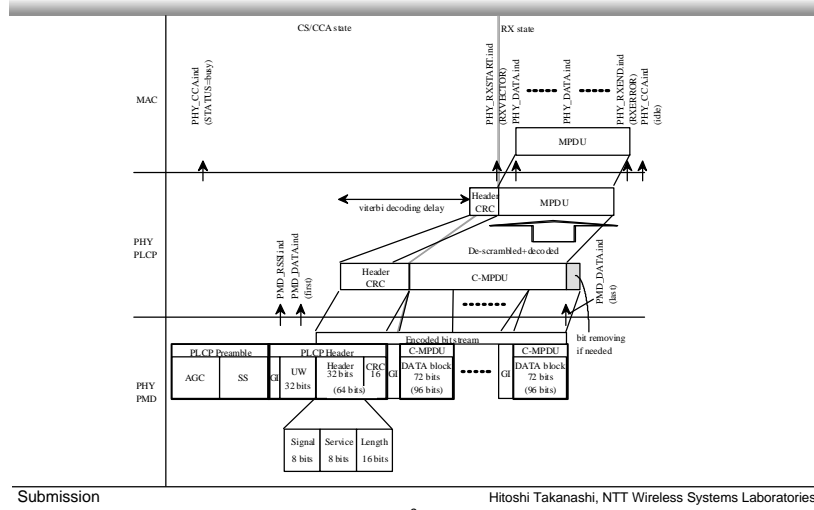 CS/CCA state
RX state
MAC
PHY_CCA.ind
(STATUS=busy)
PHY_RXSTART.ind
(RXVECTOR)
PHY_DATA.ind
PHY_DATA.ind
PHY_RXEND.ind
(RXERROR)
PHY_CCA.ind
(idle)
MPDU
Header
CRC
MPDU
viterbi decoding delay
PHY
PLCP
De-scrambled+decoded
PMD_RSSI.ind
PMD_DATA.ind
(first)
Header
CRC
C-MPDU
PMD_DATA.ind
(last)
bit removing
if needed
Encoded bit stream
PLCP Preamble
PLCP Header
C-MPDU
C-MPDU
PHY
PMD
AGC
SS
GI
UW
32 bits
Header
32 bits
(64 bits)
CRC
16
GI
DATA block
72 bits
(96 bits)
GI
DATA block
72 bits
(96 bits)
Signal
8 bits
Service
8 bits
Length
16 bits
Submission
Hitoshi Takanashi, NTT Wireless Systems Laboratories